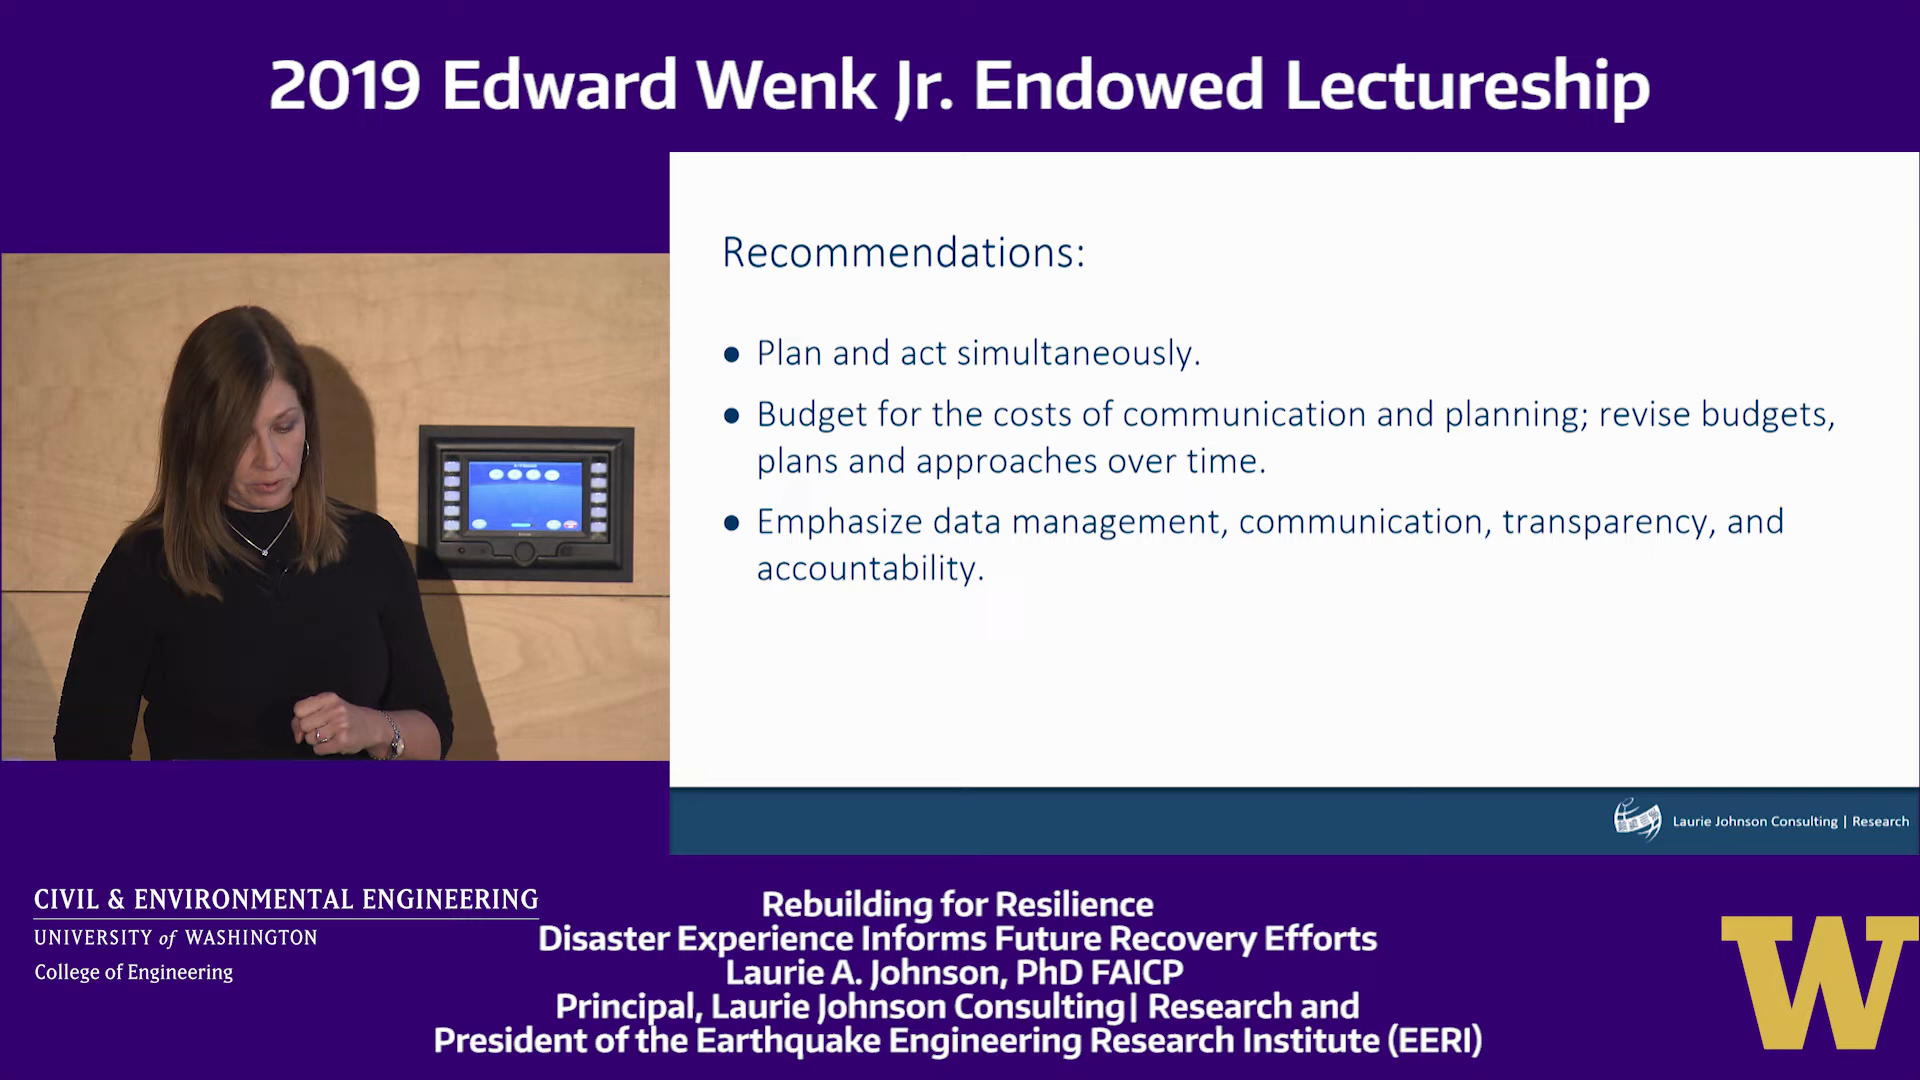 2019 Edward Wenk Jr. Endowed Lectureship
Recommendations:
● Plan and act simultaneously.
● Budget for the costs of communication and planning; revise budgets,
plans and approaches over time.
● Emphasize data management, communication, transparency, and
accountability.
Laurie Johnson Consulting | Research
CIVIL & ENVIRONMENTAL ENGINEERING
UNIVERSITY of WASHINGTON
College of Engineering
Rebuilding for Resilience
Disaster Experience Informs Future Recovery Efforts
Laurie A. Johnson, PhD FAICP
Principal, Laurie Johnson Consulting| Research and
President of the Earthquake Engineering Research Institute (EERI)
W